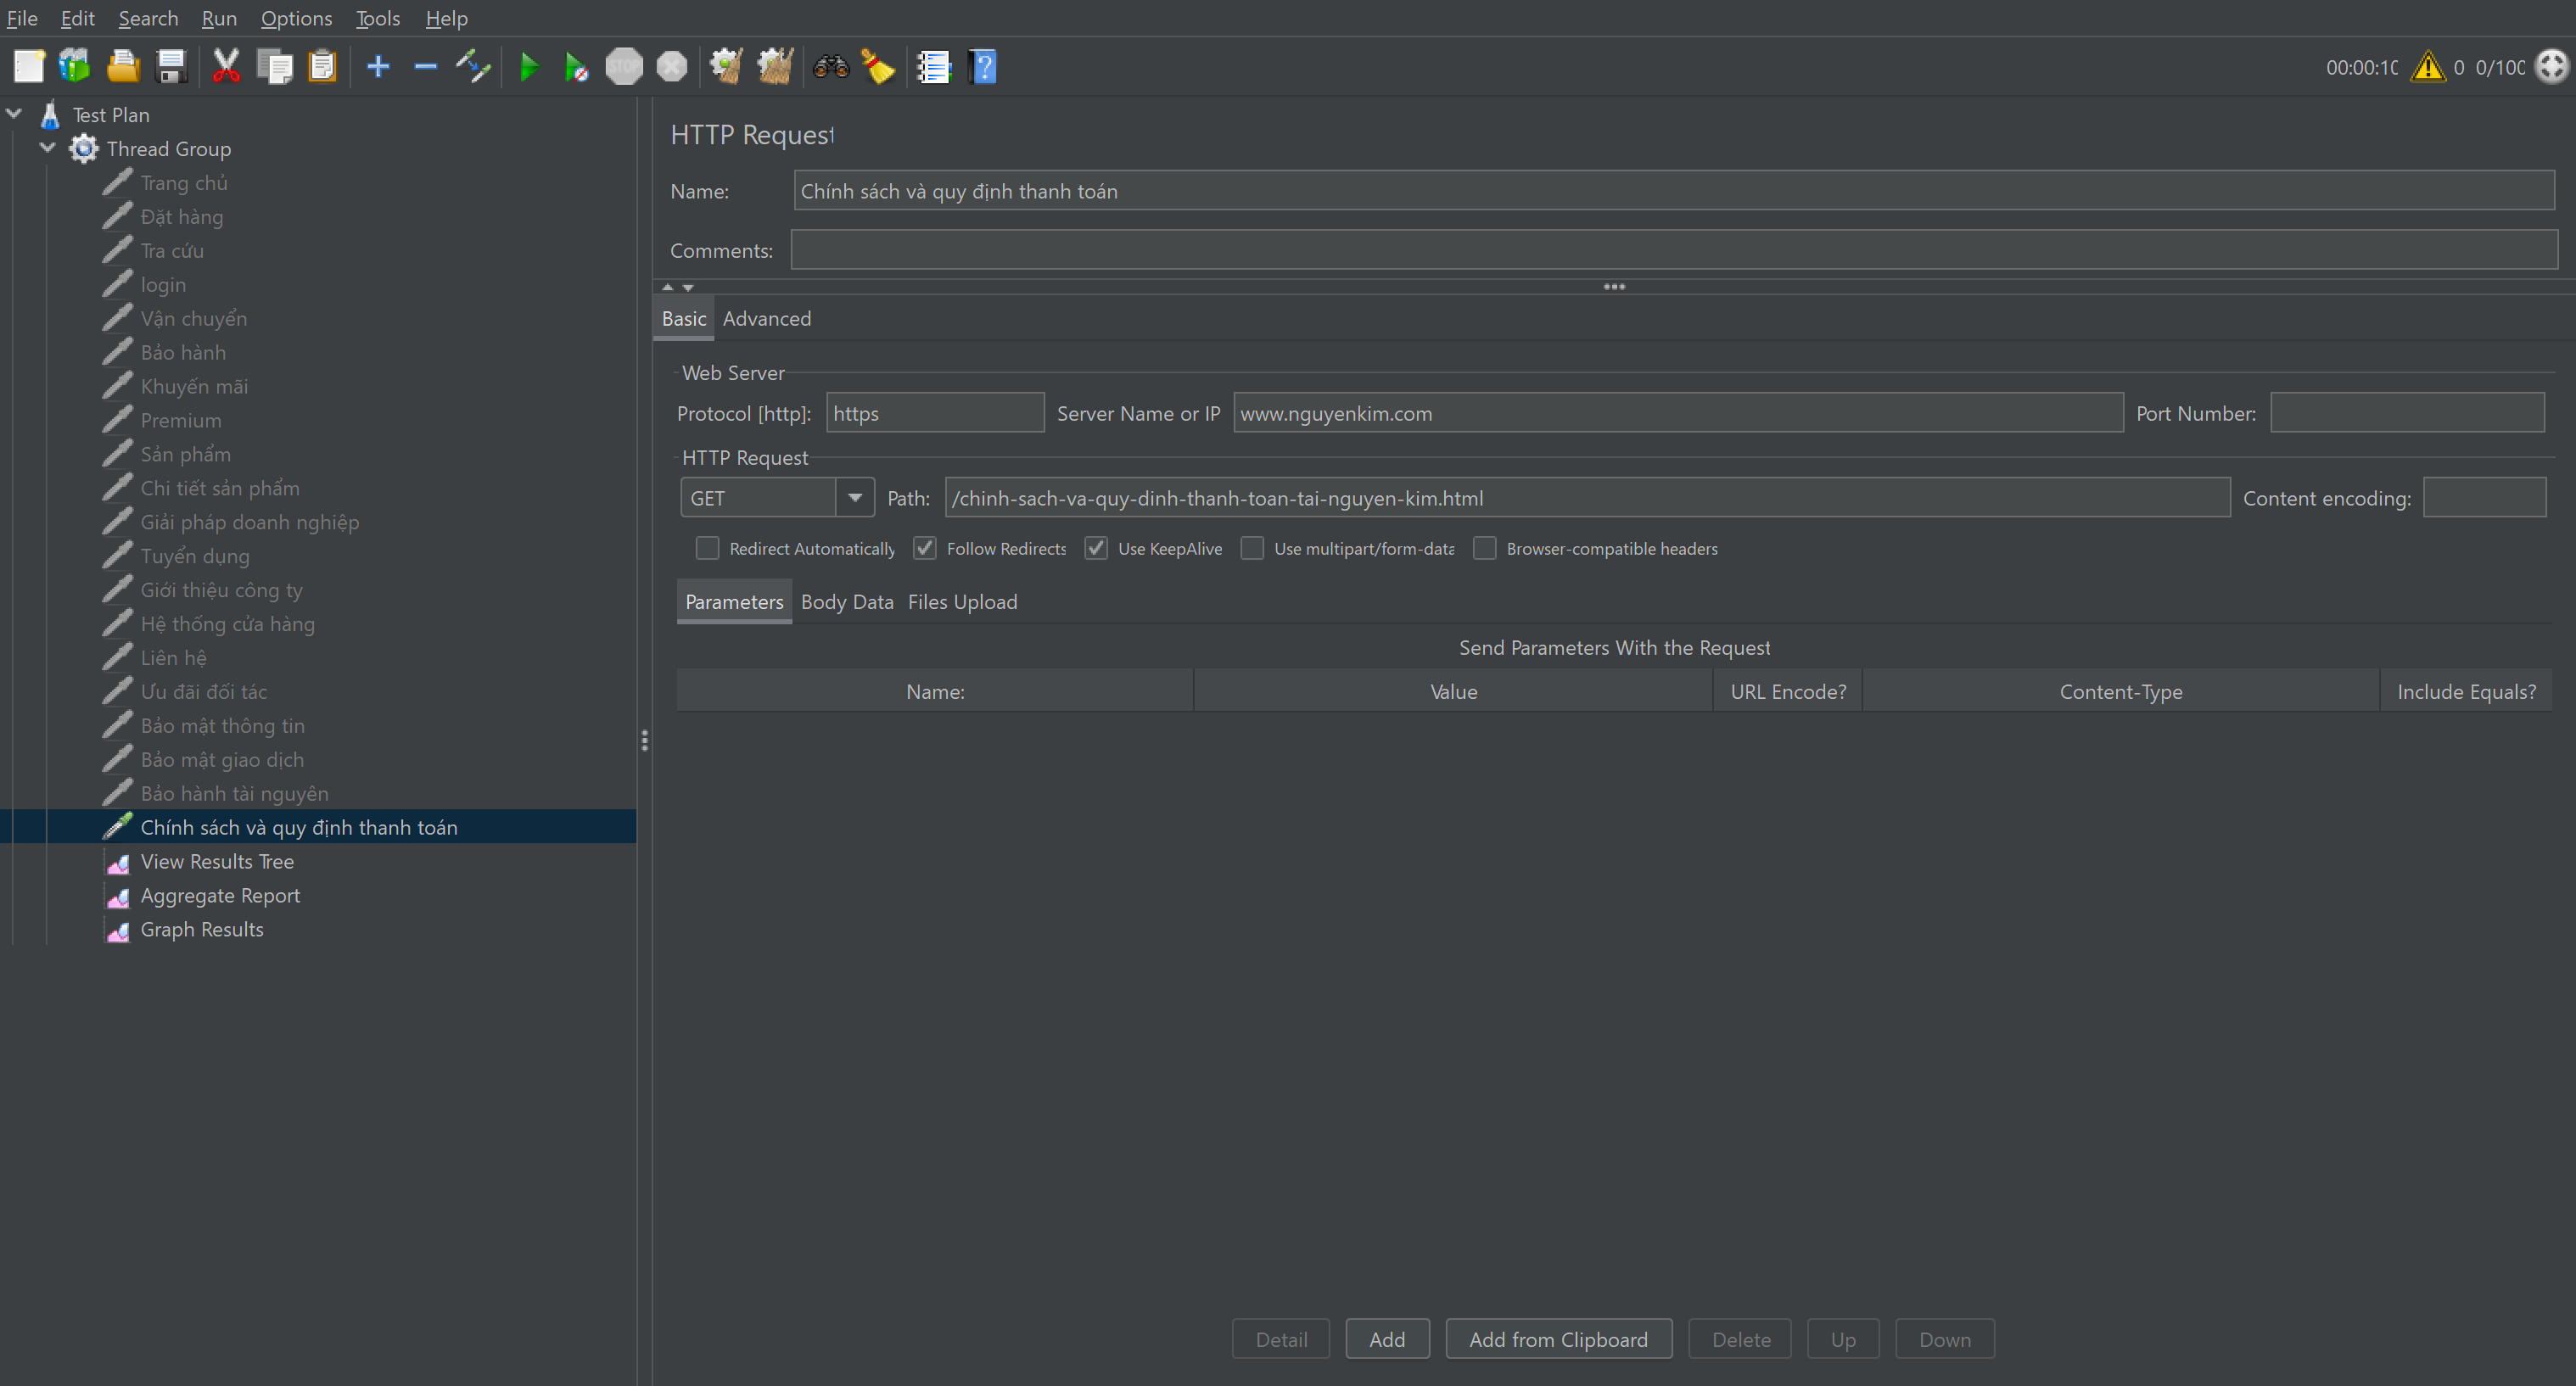 File Edit Search Run Options Tools Help
STOP
00:00:10 0 0/100
Test Plan
Thread Group
Trang chủ
Đặt hàng
Tra cứu
login
Vận chuyển
Bảo hành
Khuyến mãi
Premium
Sản phẩm
Chi tiết sản phẩm
Giải pháp doanh nghiệp
Tuyển dụng
Giới thiệu công ty
Hệ thống cửa hàng
Liên hệ
Ưu đãi đối tác
Bảo mật thông tin
Bảo mật giao dịch
Bảo hành tài nguyên
Chính sách và quy định thanh toán
View Results Tree
Aggregate Report
Graph Results
HTTP Request
Name: Chính sách và quy định thanh toán
Comments:
Basic Advanced
Web Server
Protocol [http]: https Server Name or IP www.nguyenkim.com Port Number:
HTTP Request
GET Path: /chinh-sach-va-quy-dinh-thanh-toan-tai-nguyen-kim.html Content encoding:
Redirect Automatically Follow Redirects Use KeepAlive Use multipart/form-data Browser-compatible headers
Parameters Body Data Files Upload
Send Parameters With the Request
Name: Value URL Encode? Content-Type Include Equals?
Detail Add Add from Clipboard Delete Up Down